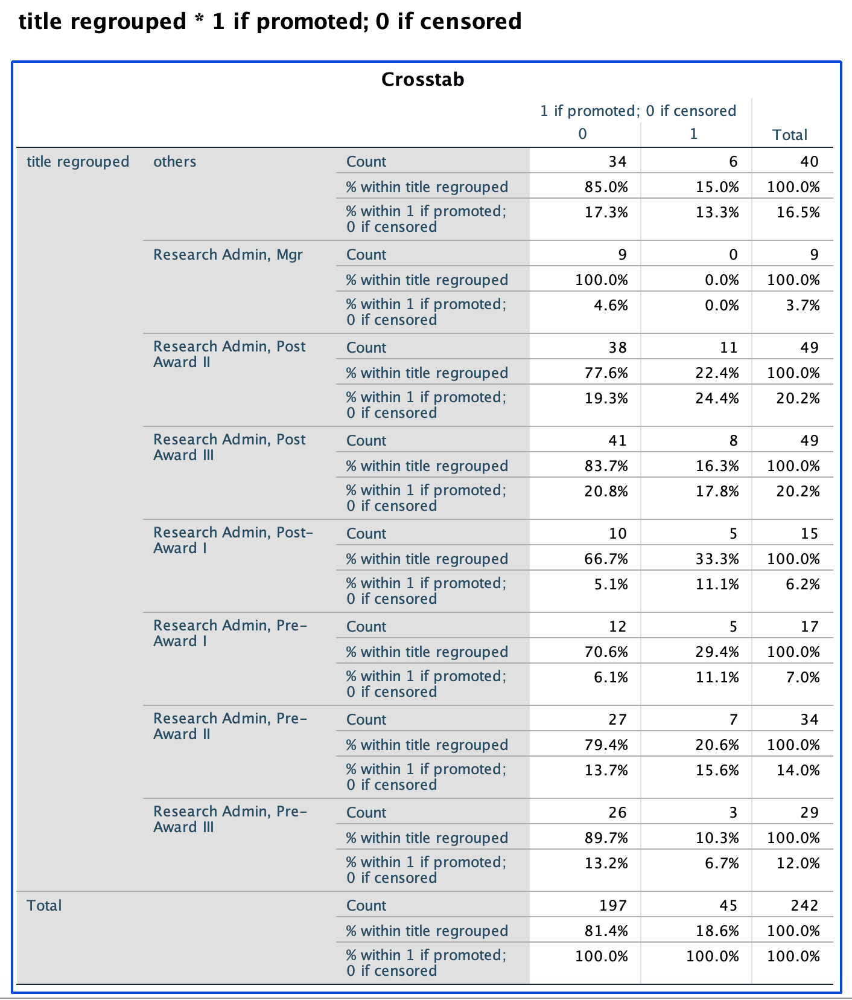 title regrouped * 1 if promoted; 0 if censored
Crosstab
1 if promoted; 0 if censored
0 1 Total
title regrouped others Count 34 6 40
% within title regrouped 85.0% 15.0% 100.0%
% within 1 if promoted; 17.3% 13.3% 16.5%
0 if censored
Research Admin, Mgr Count 9 0 9
% within title regrouped 100.0% 0.0% 100.0%
% within 1 if promoted; 4.6% 0.0% 3.7%
0 if censored
Research Admin, Post Count 38 11 49
Award II
% within title regrouped 77.6% 22.4% 100.0%
% within 1 if promoted; 19.3% 24.4% 20.2%
0 if censored
Research Admin, Post Count 41 8 49
Award III
% within title regrouped 83.7% 16.3% 100.0%
% within 1 if promoted; 20.8% 17.8% 20.2%
0 if censored
Research Admin, Post- Count 10 5 15
Award I
% within title regrouped 66.7% 33.3% 100.0%
% within 1 if promoted; 5.1% 11.1% 6.2%
0 if censored
Research Admin, Pre- Count 12 5 17
Award I
% within title regrouped 70.6% 29.4% 100.0%
% within 1 if promoted; 6.1% 11.1% 7.0%
0 if censored
Research Admin, Pre- Count 27 7 34
Award II
% within title regrouped 79.4% 20.6% 100.0%
% within 1 if promoted; 13.7% 15.6% 14.0%
0 if censored
Research Admin, Pre- Count 26 3 29
Award III
% within title regrouped 89.7% 10.3% 100.0%
% within 1 if promoted; 13.2% 6.7% 12.0%
0 if censored
Total Count 197 45 242
% within title regrouped 81.4% 18.6% 100.0%
% within 1 if promoted; 100.0% 100.0% 100.0%
0 if censored